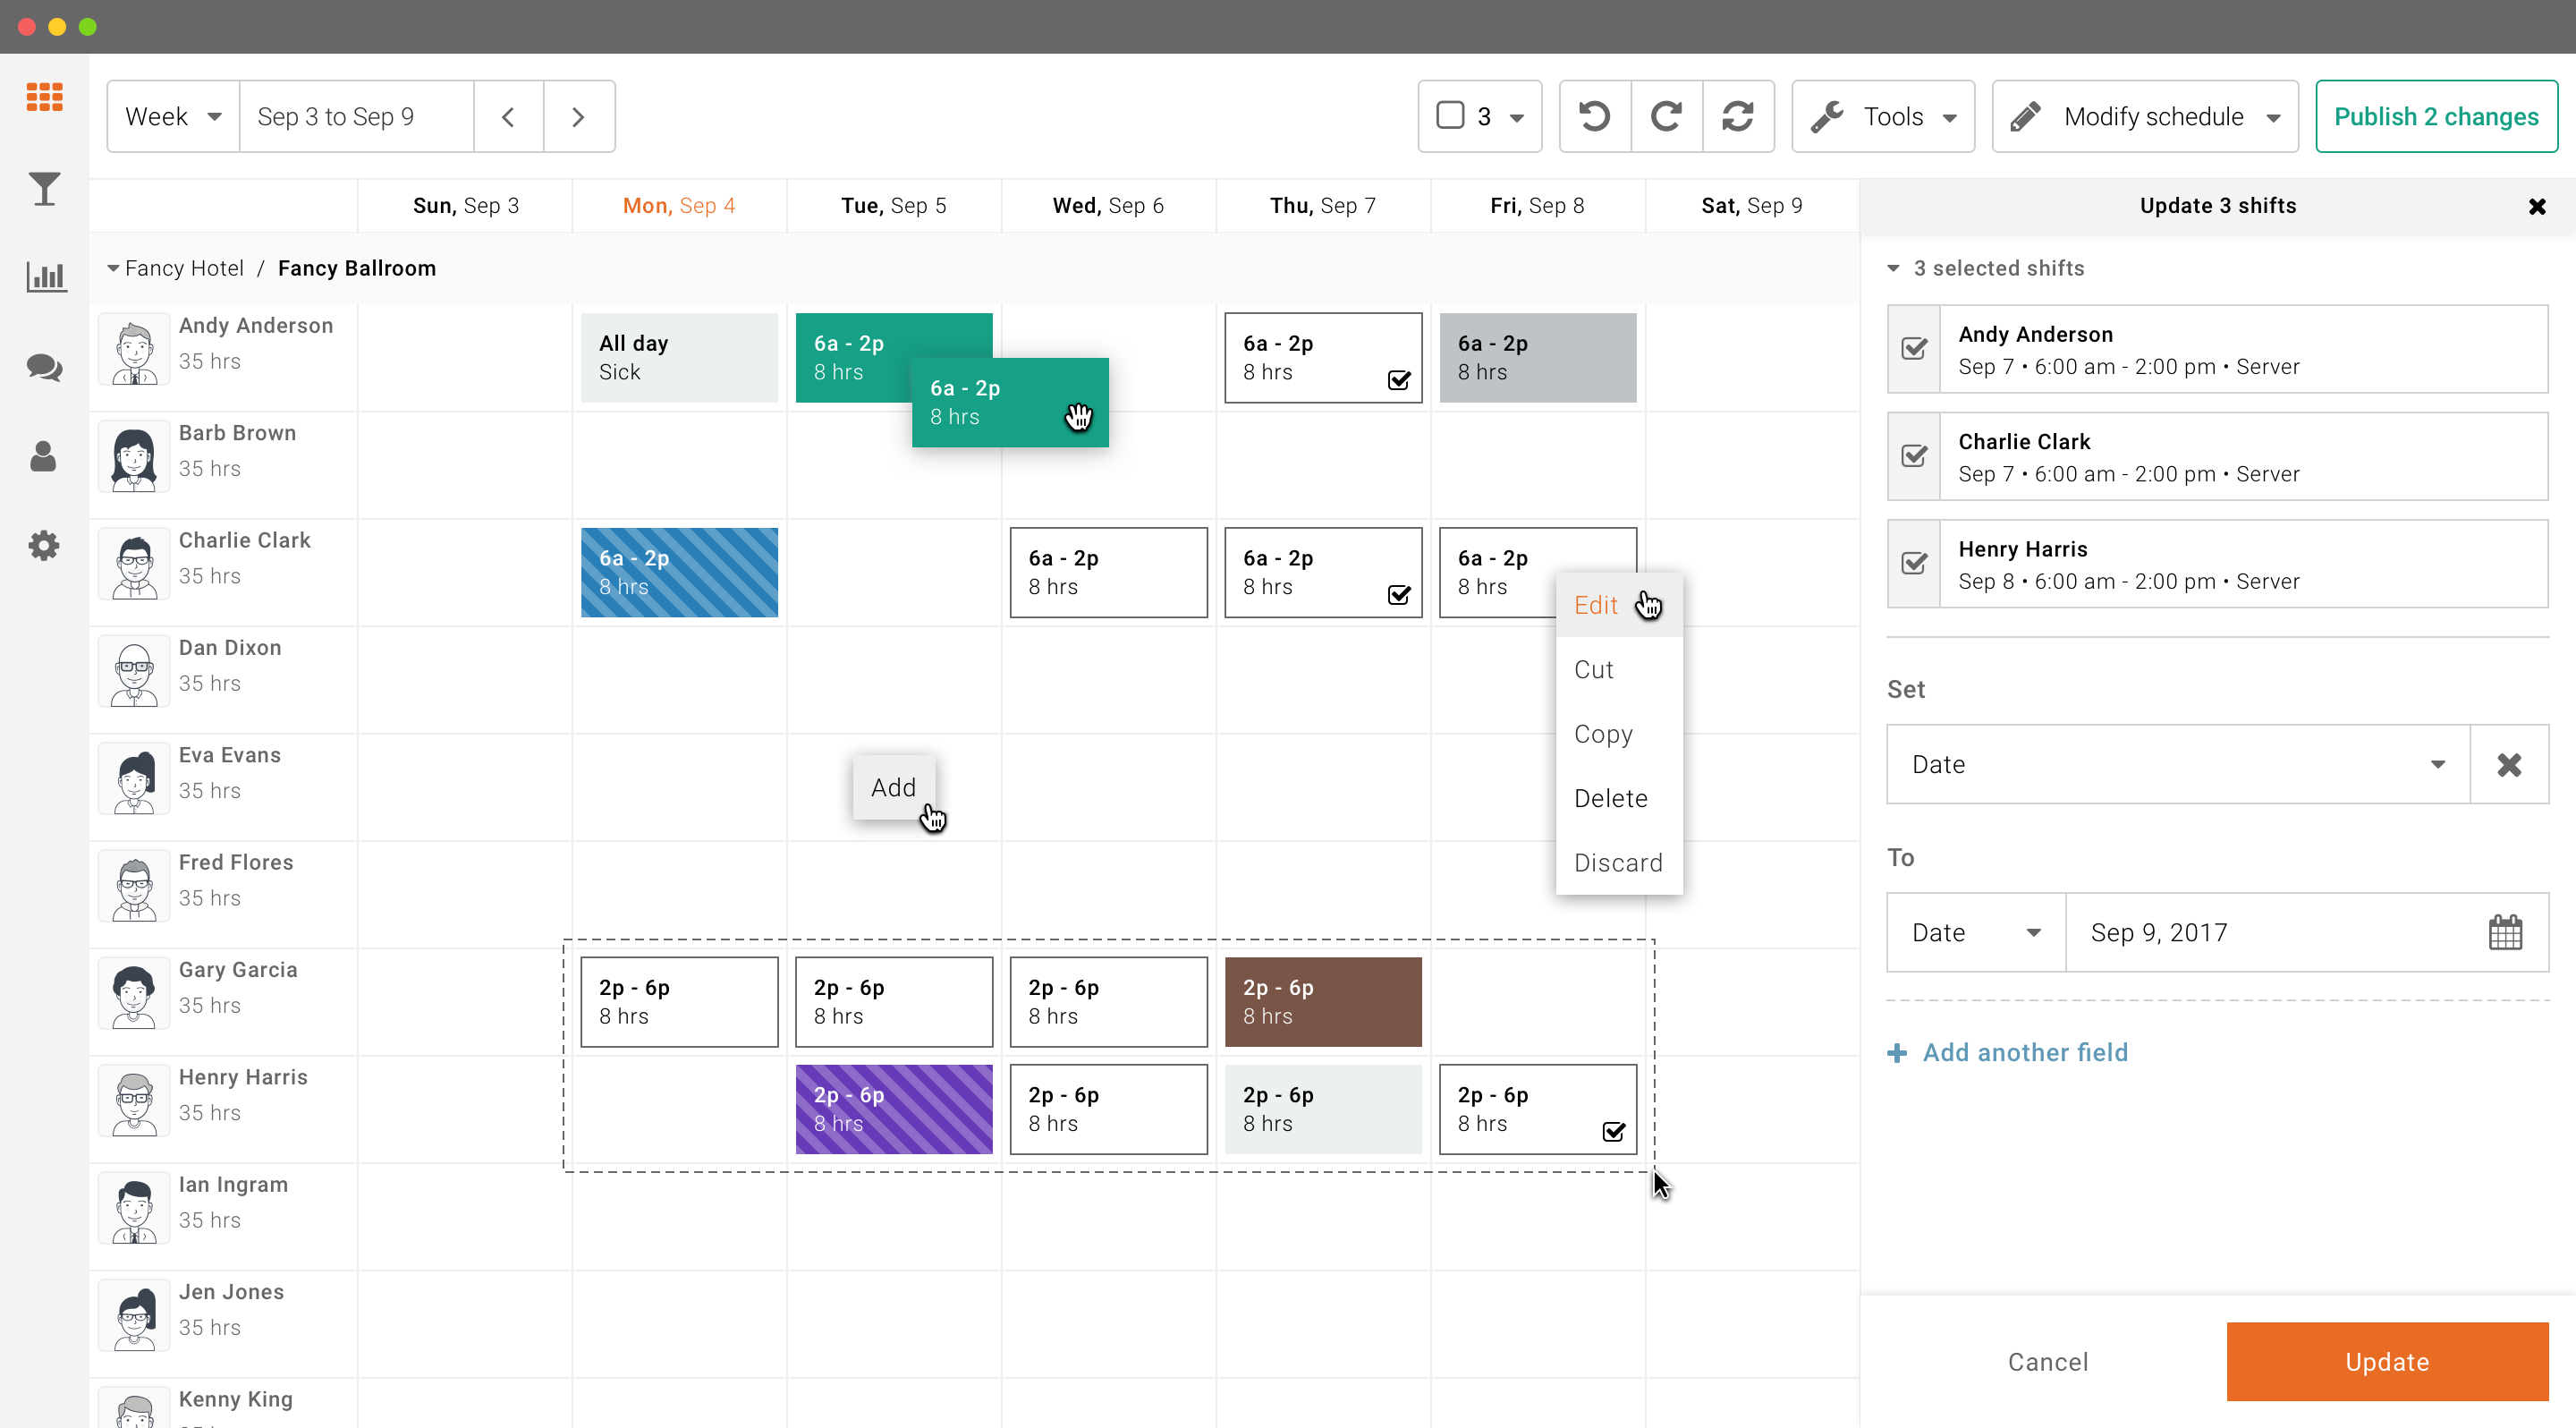 Week
Sep 3 to Sep 9
3
Tools
Modify schedule
Publish 2 changes
Sun, Sep 3
Mon, Sep 4
Tue, Sep 5
Wed, Sep 6
Thu, Sep 7
Fri, Sep 8
Sat, Sep 9
Fancy Hotel / Fancy Ballroom
Andy Anderson
35 hrs
All day
Sick
6a - 2p
8 hrs
6a - 2p
8 hrs
6a - 2p
8 hrs
6a - 2p
8 hrs
Barb Brown
35 hrs
Charlie Clark
35 hrs
6a - 2p
8 hrs
6a - 2p
8 hrs
6a - 2p
8 hrs
6a - 2p
8 hrs
Edit
Cut
Copy
Delete
Discard
Dan Dixon
35 hrs
Eva Evans
35 hrs
Add
Fred Flores
35 hrs
Gary Garcia
35 hrs
2p - 6p
8 hrs
2p - 6p
8 hrs
2p - 6p
8 hrs
2p - 6p
8 hrs
Henry Harris
35 hrs
2p - 6p
8 hrs
2p - 6p
8 hrs
2p - 6p
8 hrs
2p - 6p
8 hrs
Ian Ingram
35 hrs
Jen Jones
35 hrs
Kenny King
Update 3 shifts
3 selected shifts
Andy Anderson
Sep 7 • 6:00 am - 2:00 pm • Server
Charlie Clark
Sep 7 • 6:00 am - 2:00 pm • Server
Henry Harris
Sep 8 • 6:00 am - 2:00 pm • Server
Set
Date
To
Date
Sep 9, 2017
Add another field
Cancel
Update